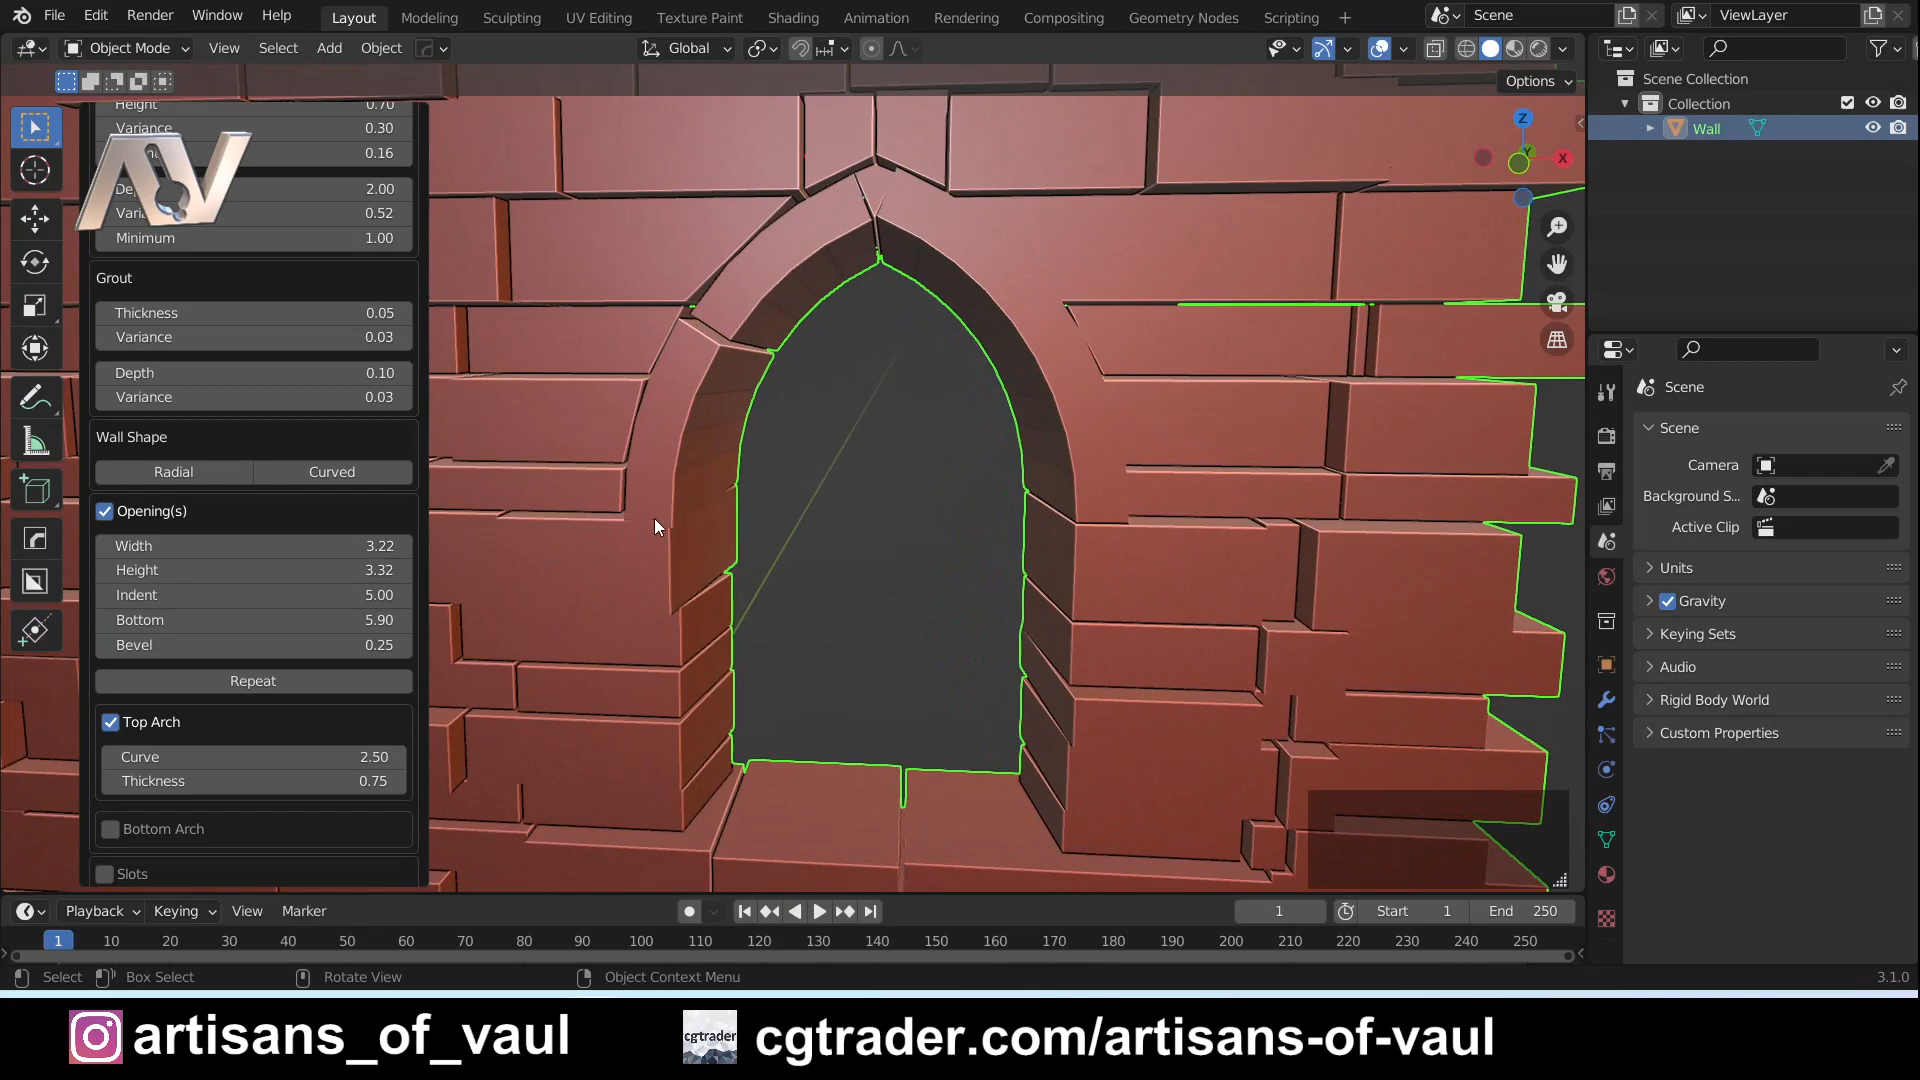 File Edit Render Window Help Layout Modeling Sculpting UV Editing Texture Paint Shading Animation Rendering Compositing Geometry Nodes Scripting + Scene ViewLayer
Object Mode View Select Add Object Global
Options
Height 0.70
Variance 0.30
0.16
2.00
0.52
Minimum 1.00
Grout
Thickness 0.05
Variance 0.03
Depth 0.10
Variance 0.03
Wall Shape
Radial Curved
Opening(s)
Width 3.22
Height 3.32
Indent 5.00
Bottom 5.90
Bevel 0.25
Repeat
Top Arch
Curve 2.50
Thickness 0.75
Bottom Arch
Slots
AV
Z
Y
X
Scene Collection
Collection
Wall
Scene
Scene
Camera
Background S...
Active Clip
Units
Gravity
Keying Sets
Audio
Rigid Body World
Custom Properties
Playback Keying View Marker 1 Start 1 End 250
1 10 20 30 40 50 60 70 80 90 100 110 120 130 140 150 160 170 180 190 200 210 220 230 240 250
Select Box Select Rotate View Object Context Menu 3.1.0
artisans_of_vaul cgtrader cgtrader.com/artisans-of-vaul